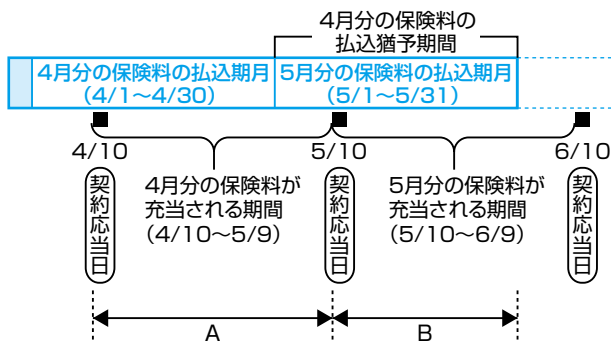 4月分の保険料の
払込猶予期間
4月分の保険料の払込期月
(4/1〜4/30)
5月分の保険料の払込期月
(5/1〜5/31)
4/10
5/10
6/10
契約応当日
4月分の保険料が
充当される期間
(4/10〜5/9)
契約応当日
5月分の保険料が
充当される期間
(5/10〜6/9)
契約応当日
A
B